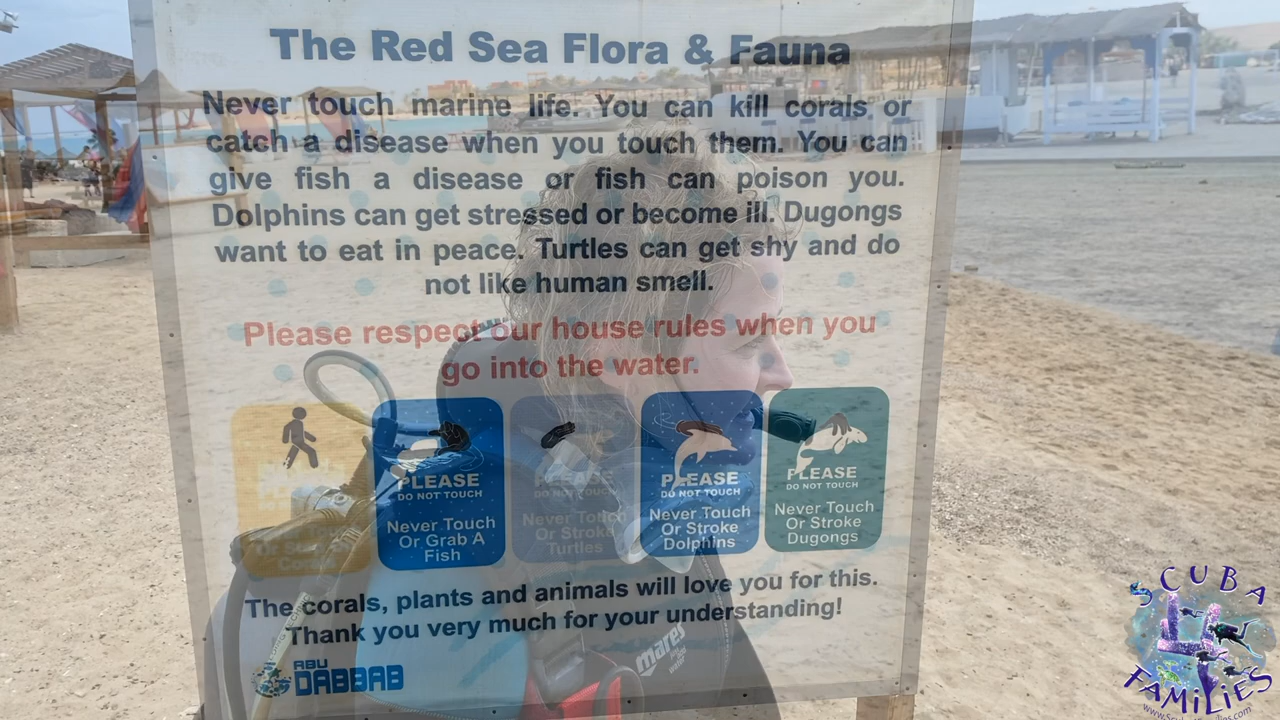 The Red Sea Flora & Fauna
Never touch marine life. You can kill corals or
catch a disease when you touch them. You can
give fish a disease or fish can poison you.
Dolphins can get stressed or become ill. Dugongs
want to eat in peace. Turtles can get shy and do
not like human smell.
Please respect our house rules when you
go into the water.
PLEASE
DO NOT TOUCH
Never Touch
Or Grab A
Fish
PLEASE
DO NOT TOUCH
Never Touch
Or Stroke
Turtles
PLEASE
DO NOT TOUCH
Never Touch
Or Stroke
Dolphins
PLEASE
DO NOT TOUCH
Never Touch
Or Stroke
Dugongs
The corals, plants and animals will love you for this.
Thank you very much for your understanding!
ABU
DABBAB
mares
SCUBA
4
FAMILIES